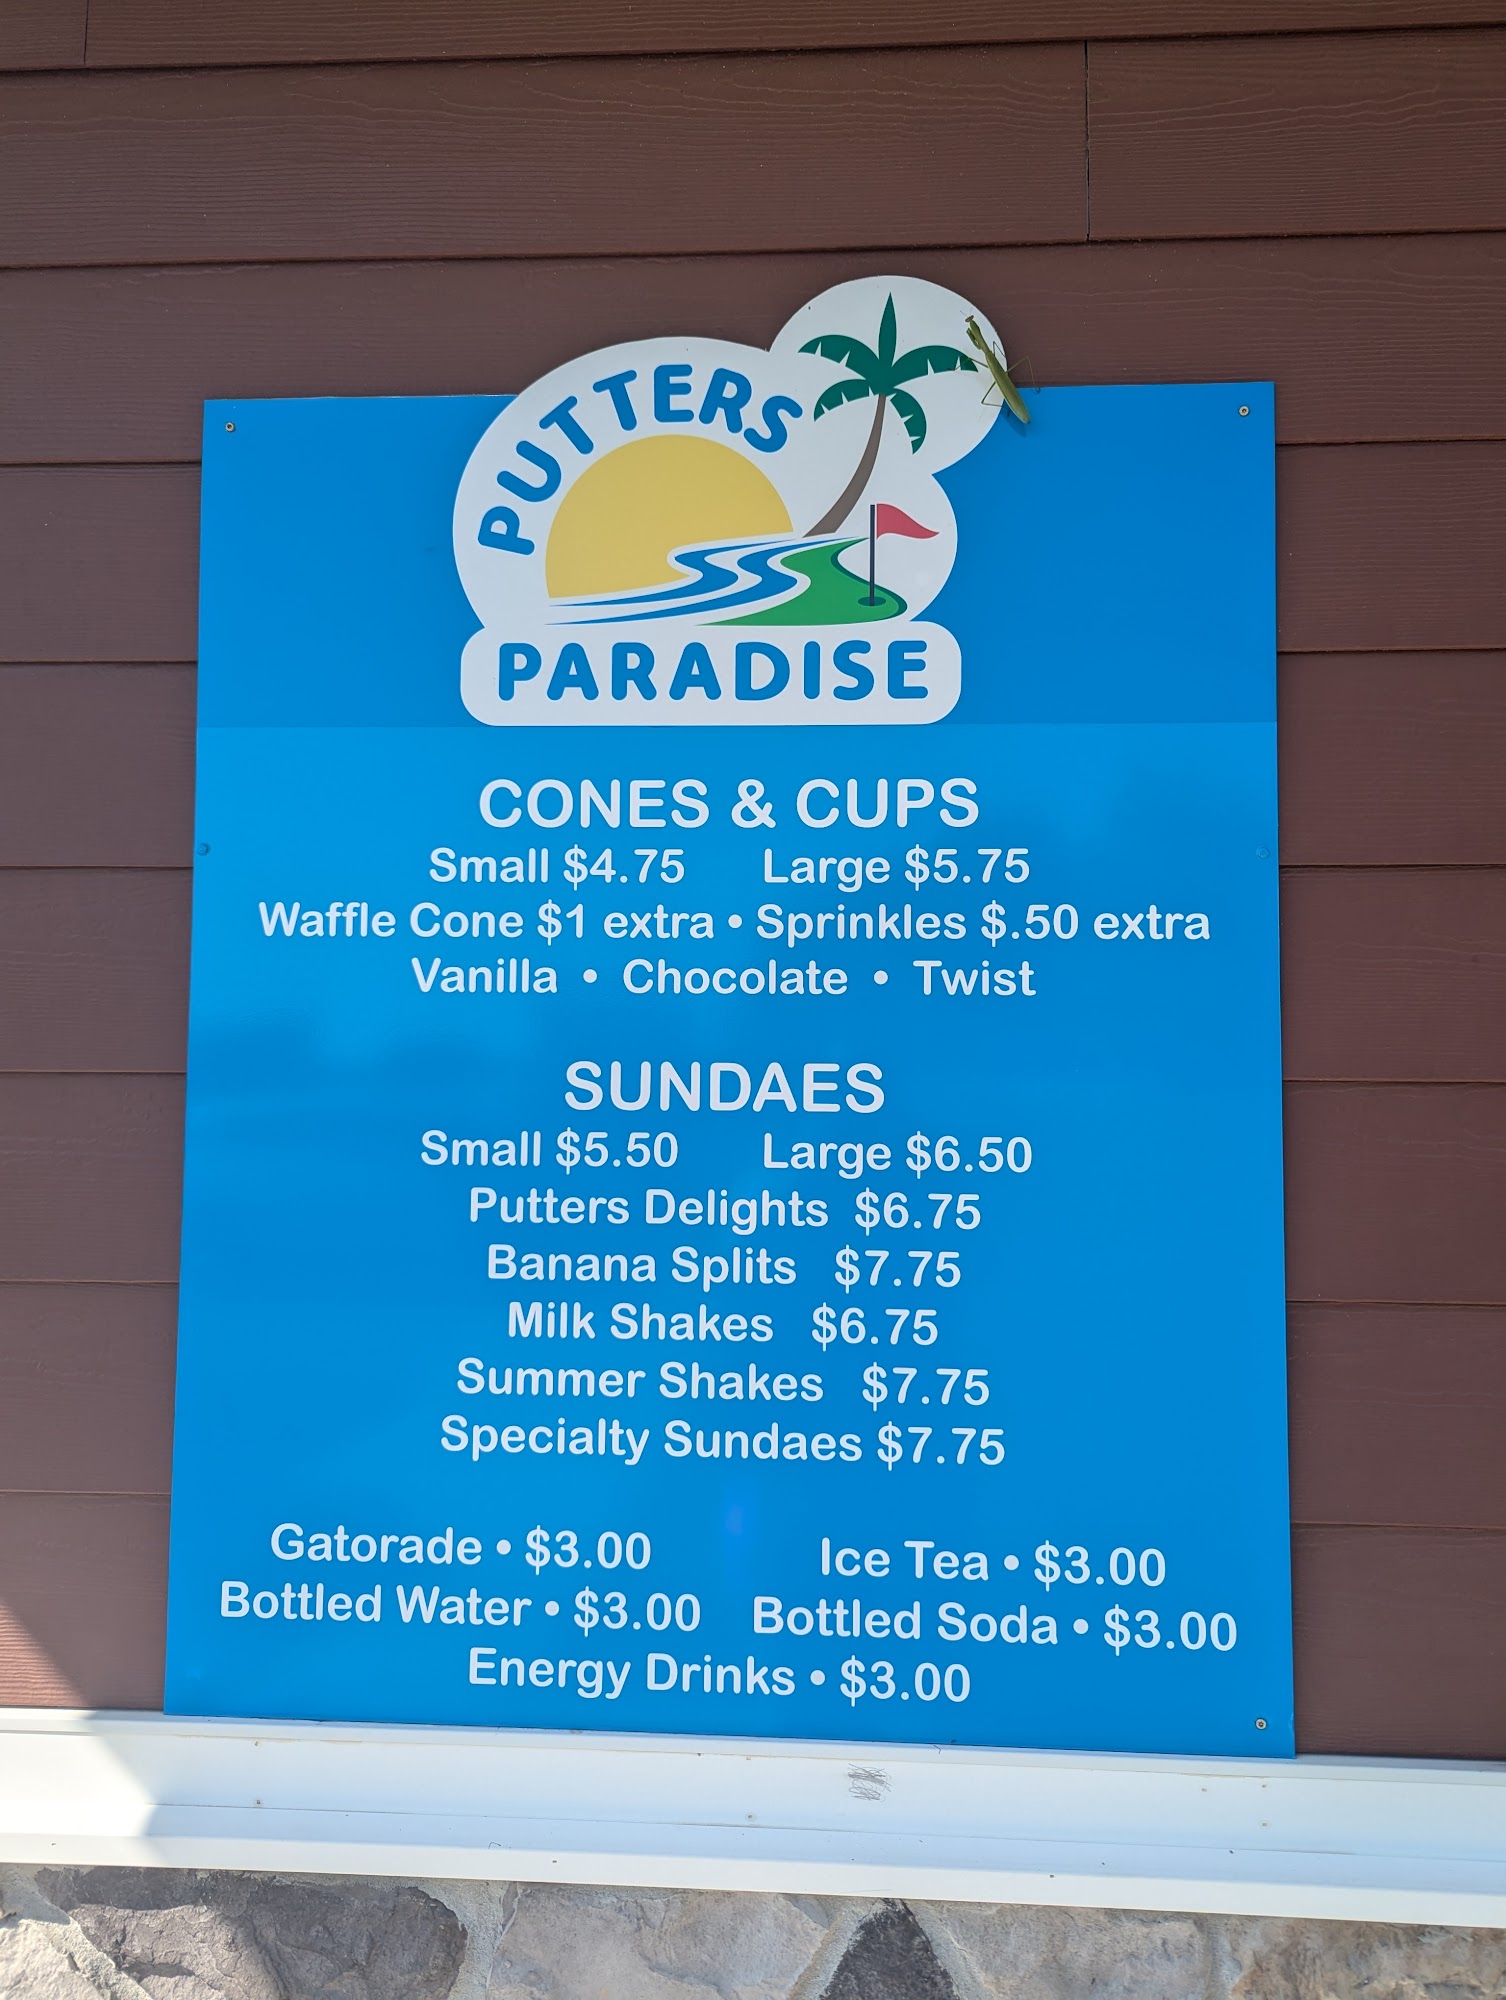 PUTTERS
PARADISE
CONES & CUPS
Small $4.75 Large $5.75
Waffle Cone $1 extra • Sprinkles $.50 extra
Vanilla • Chocolate • Twist
SUNDAES
Small $5.50 Large $6.50
Putters Delights $6.75
Banana Splits $7.75
Milk Shakes $6.75
Summer Shakes $7.75
Specialty Sundaes $7.75
Gatorade • $3.00 Ice Tea • $3.00
Bottled Water • $3.00 Bottled Soda • $3.00
Energy Drinks • $3.00